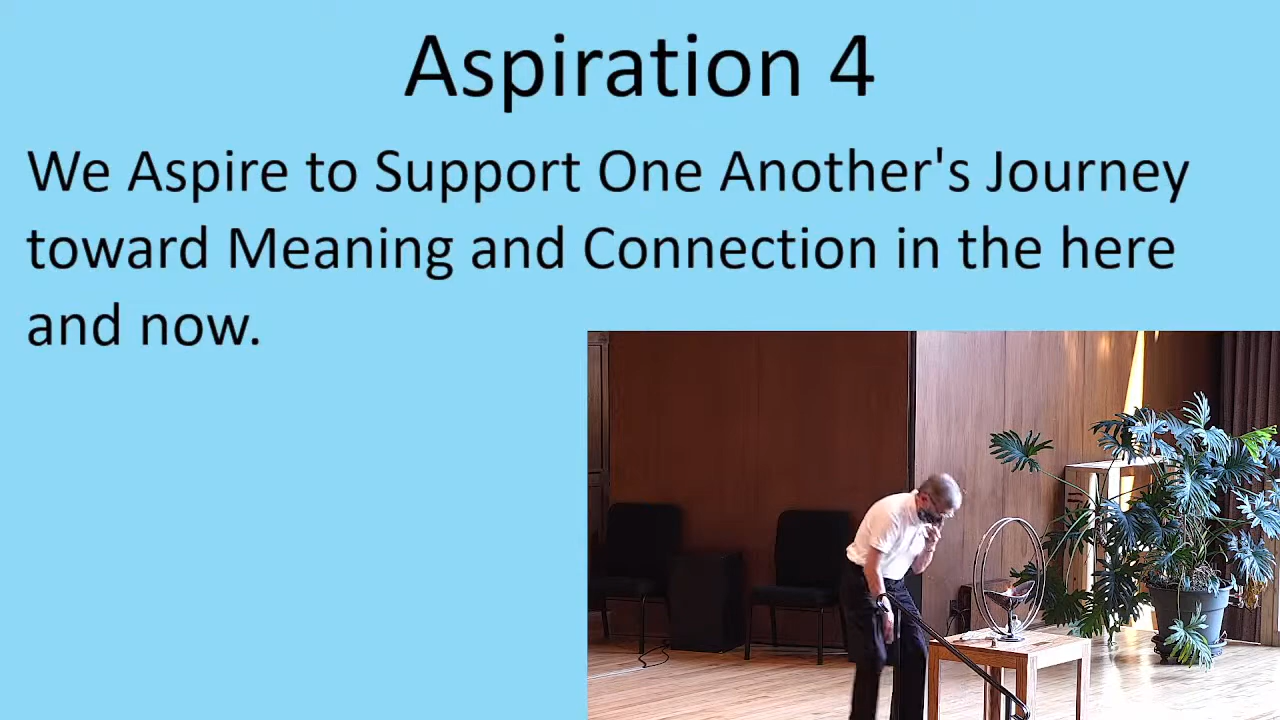 Aspiration 4
We Aspire to Support One Another's Journey
toward Meaning and Connection in the here
and now.